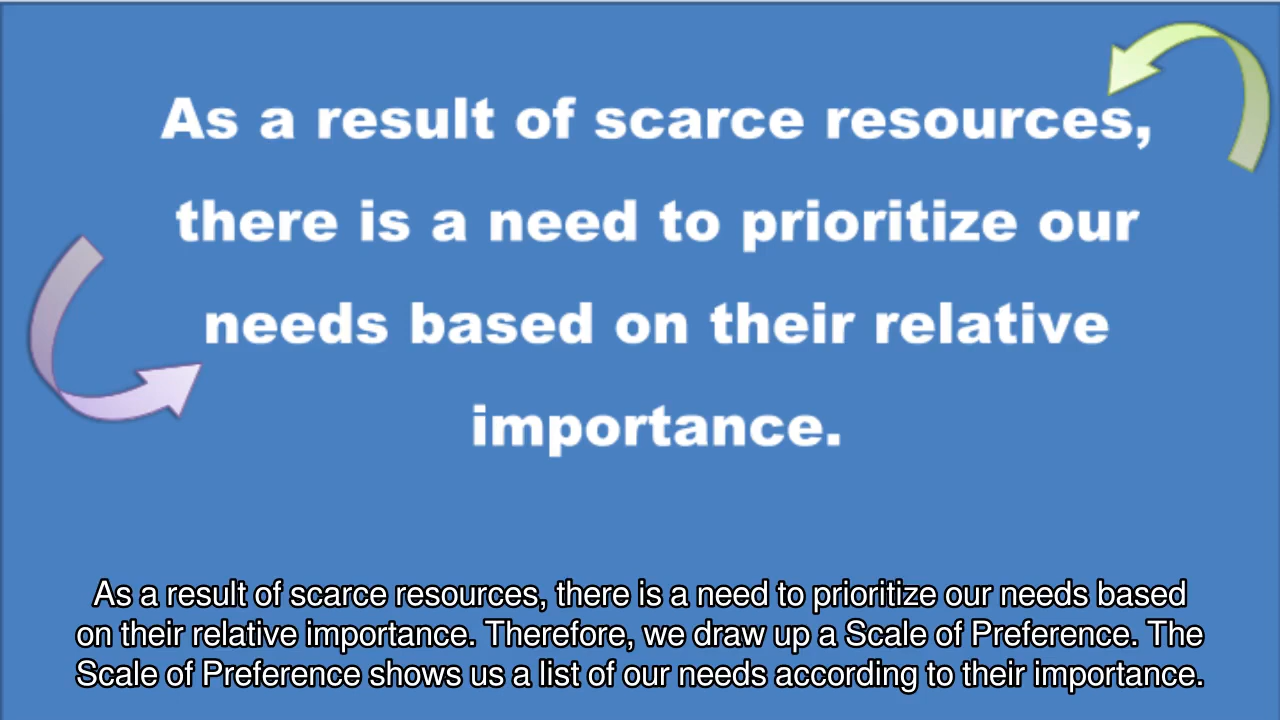 As a result of scarce resources,
there is a need to prioritize our
needs based on their relative
importance.
As a result of scarce resources, there is a need to prioritize our needs based
on their relative importance. Therefore, we draw up a Scale of Preference. The
Scale of Preference shows us a list of our needs according to their importance.